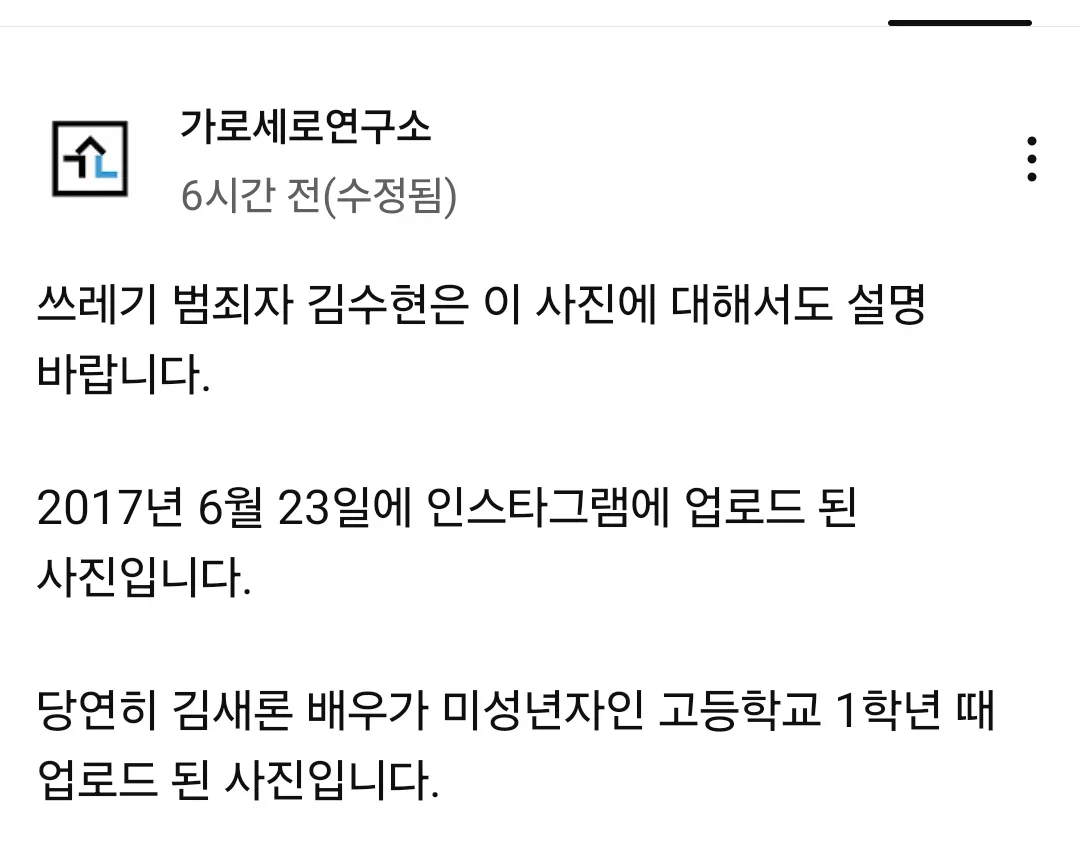 가로세로연구소
6시간 전(수정됨)
쓰레기 범죄자 김수현은 이 사진에 대해서도 설명
바랍니다.
2017년 6월 23일에 인스타그램에 업로드 된
사진입니다.
당연히 김새론 배우가 미성년자인 고등학교 1학년 때
업로드 된 사진입니다.